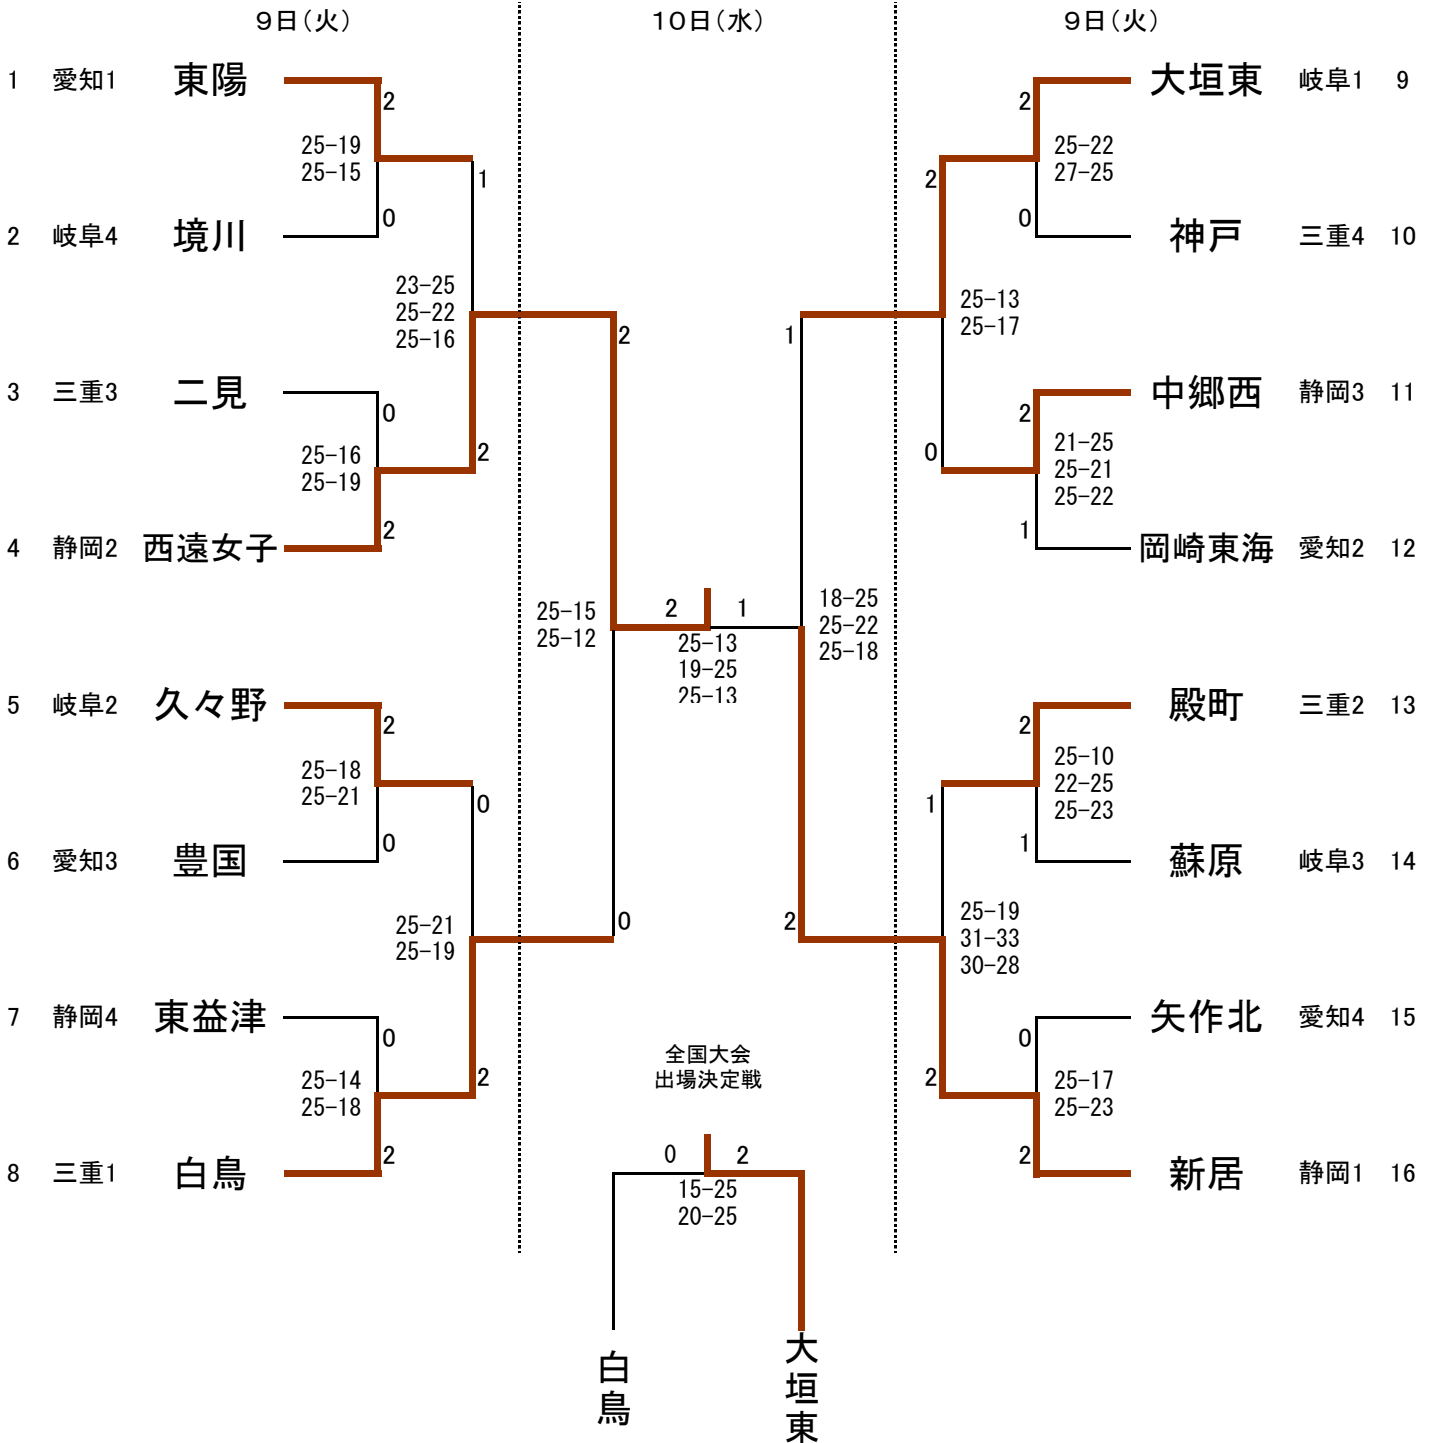 9日(火)
10日(水)
9日(火)
1 愛知1 東陽
2
25-19
25-15
1
0
2 岐阜4 境川
23-25
25-22
25-16
3 三重3 二見
0
25-16
25-19
2
2
4 静岡2 西遠女子
5 岐阜2 久々野
2
25-18
25-21
0
0
6 愛知3 豊国
25-21
25-19
7 静岡4 東益津
0
25-14
25-18
2
2
8 三重1 白鳥
2
25-15
25-12
0
2 1
25-13
19-25
25-13
1
18-25
25-22
25-18
2
全国大会
出場決定戦
0 2
15-25
20-25
白鳥
大垣東
大垣東 岐阜1 9
2
25-22
27-25
2
0
神戸 三重4 10
25-13
25-17
中郷西 静岡3 11
2
21-25
25-21
25-22
0
1
岡崎東海 愛知2 12
殿町 三重2 13
2
25-10
22-25
25-23
1
1
蘇原 岐阜3 14
25-19
31-33
30-28
矢作北 愛知4 15
0
25-17
25-23
2
2
新居 静岡1 16